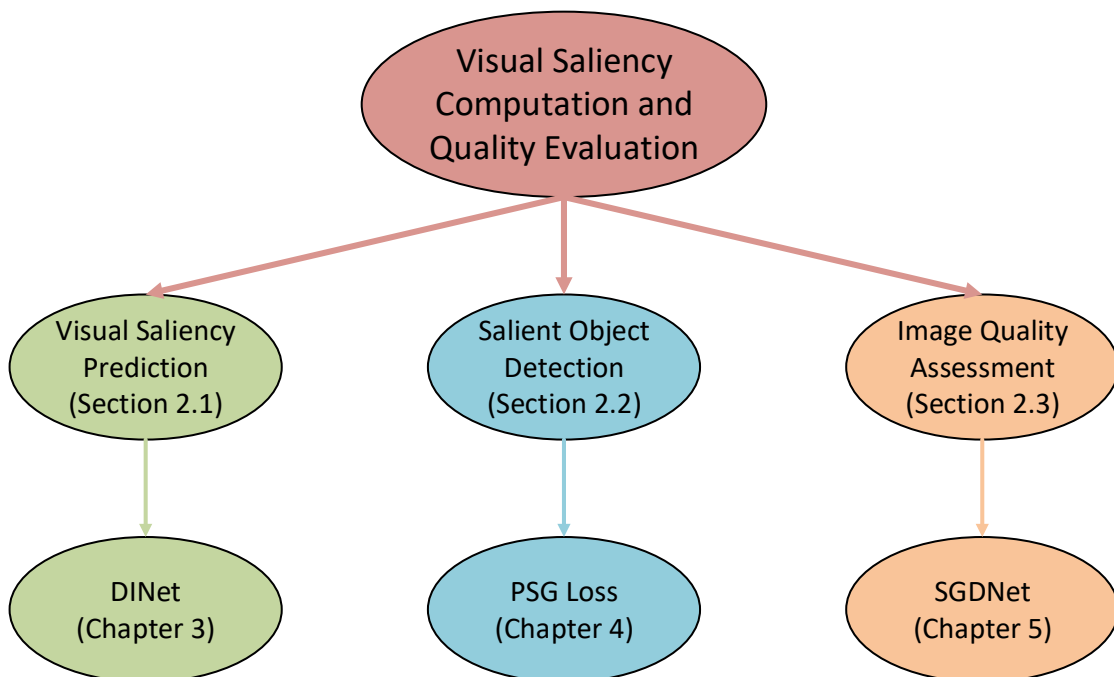 Visual Saliency
Computation and
Quality Evaluation
Visual Saliency
Prediction
(Section 2.1)
Salient Object
Detection
(Section 2.2)
Image Quality
Assessment
(Section 2.3)
DINet
(Chapter 3)
PSG Loss
(Chapter 4)
SGDNet
(Chapter 5)